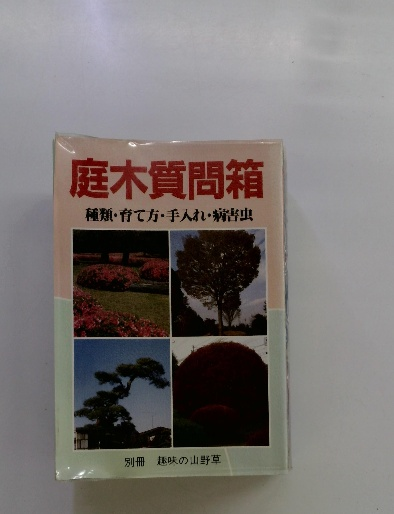 庭木質問箱
種類・育て方・手入れ・病害虫
別冊 趣味の山野草